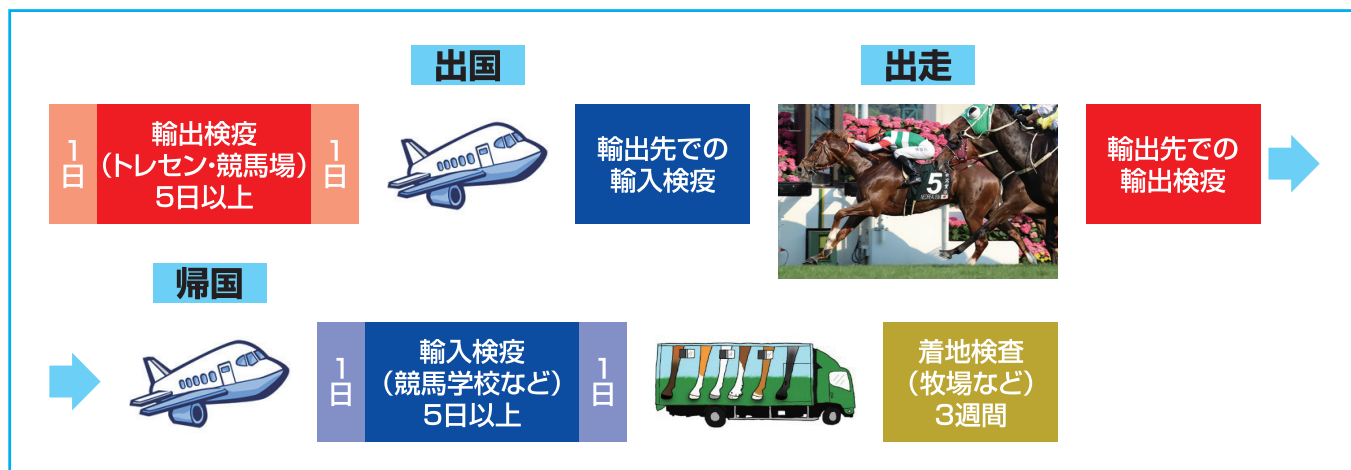 出国
出走
1日
輸出検疫
(トレセン・競馬場)
5日以上
1日
輸出先での
輸入検疫
5
輸出先での
輸出検疫
帰国
1日
輸入検疫
(競馬学校など)
5日以上
1日
着地検査
(牧場など)
3週間